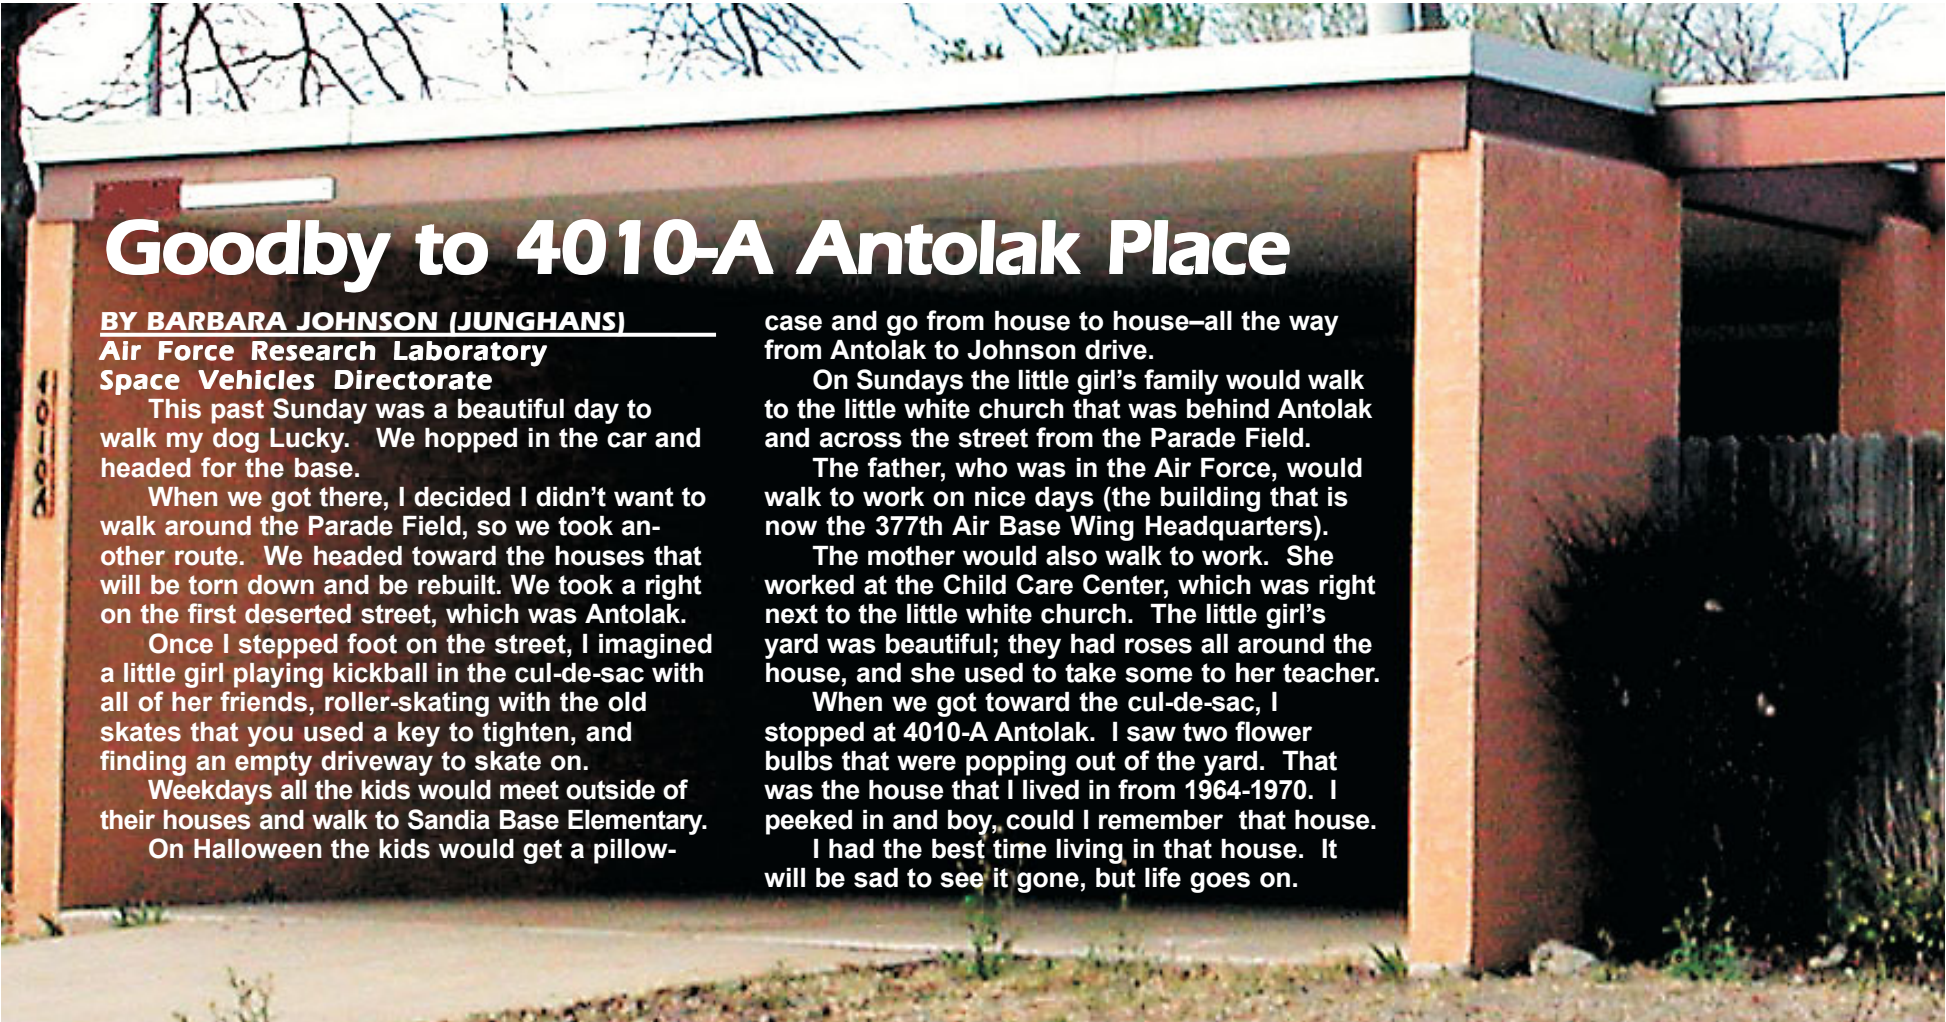 Goodby to 4010-A Antolak Place
BY BARBARA JOHNSON (JUNGHANS)
Air Force Research Laboratory
Space Vehicles Directorate
This past Sunday was a beautiful day to
walk my dog Lucky. We hopped in the car and
headed for the base.
When we got there, I decided I didn't want to
walk around the Parade Field, so we took an-
other route. We headed toward the houses that
will be torn down and be rebuilt. We took a right
on the first deserted street, which was Antolak.
Once I stepped foot on the street, I imagined
a little girl playing kickball in the cul-de-sac with
all of her friends, roller-skating with the old
skates that you used a key to tighten, and
finding an empty driveway to skate on.
Weekdays all the kids would meet outside of
their houses and walk to Sandia Base Elementary.
On Halloween the kids would get a pillow-
case and go from house to house–all the way
from Antolak to Johnson drive.
On Sundays the little girl's family would walk
to the little white church that was behind Antolak
and across the street from the Parade Field.
The father, who was in the Air Force, would
walk to work on nice days (the building that is
now the 377th Air Base Wing Headquarters).
The mother would also walk to work. She
worked at the Child Care Center, which was right
next to the little white church. The little girl's
yard was beautiful; they had roses all around the
house, and she used to take some to her teacher.
When we got toward the cul-de-sac, I
stopped at 4010-A Antolak. I saw two flower
bulbs that were popping out of the yard. That
was the house that I lived in from 1964-1970. I
peeked in and boy, could I remember that house.
I had the best time living in that house. It
will be sad to see it gone, but life goes on.